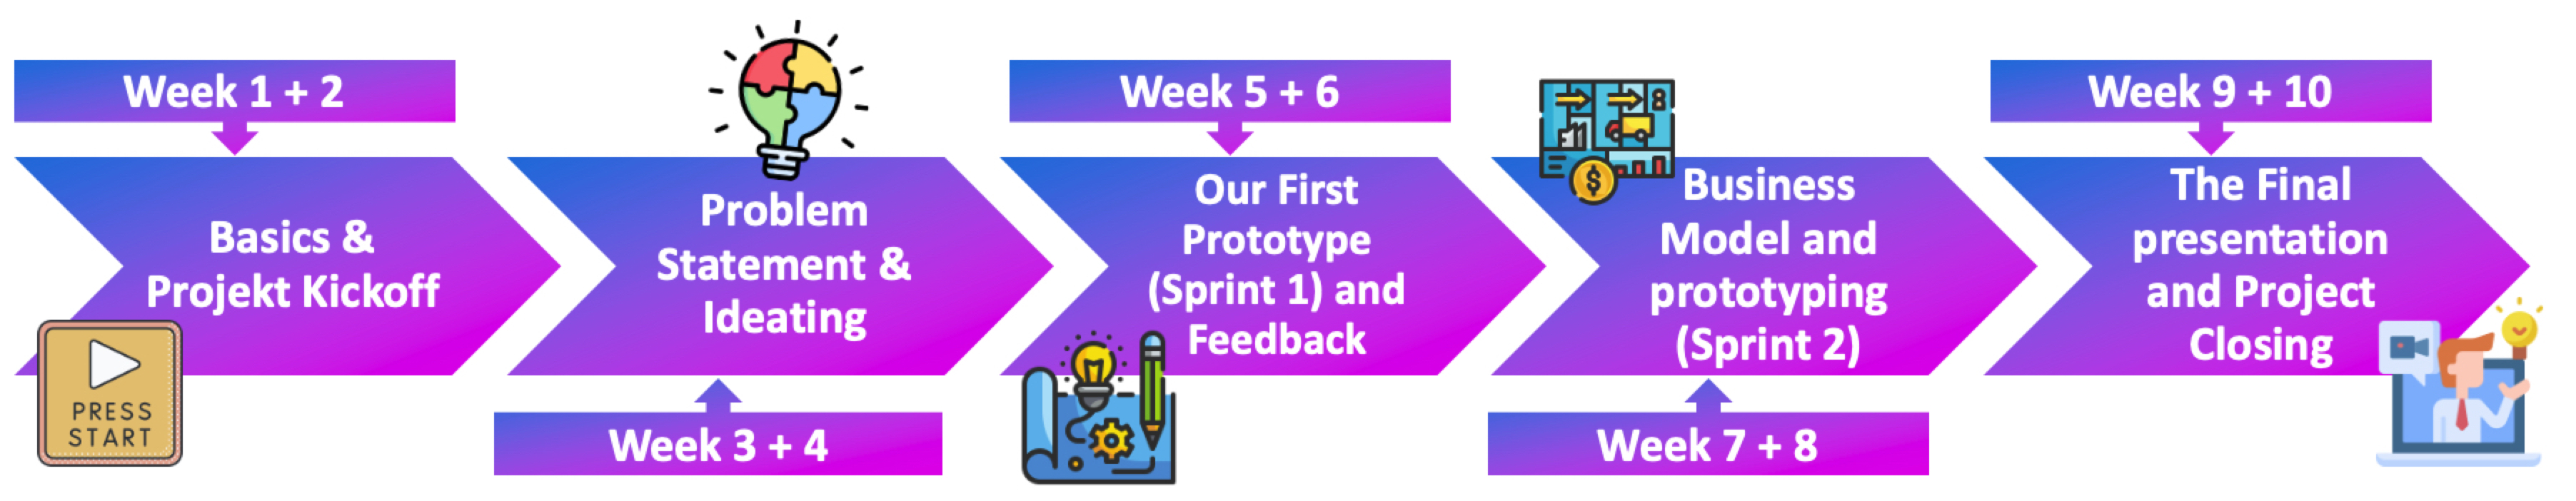 Week 1 + 2
Basics &
Projekt Kickoff
PRESS
START
Problem
Statement &
Ideating
Week 3 + 4
Week 5 + 6
Our First
Prototype
(Sprint 1) and
Feedback
Business
Model and
prototyping
(Sprint 2)
Week 7 + 8
Week 9 + 10
The Final
presentation
and Project
Closing